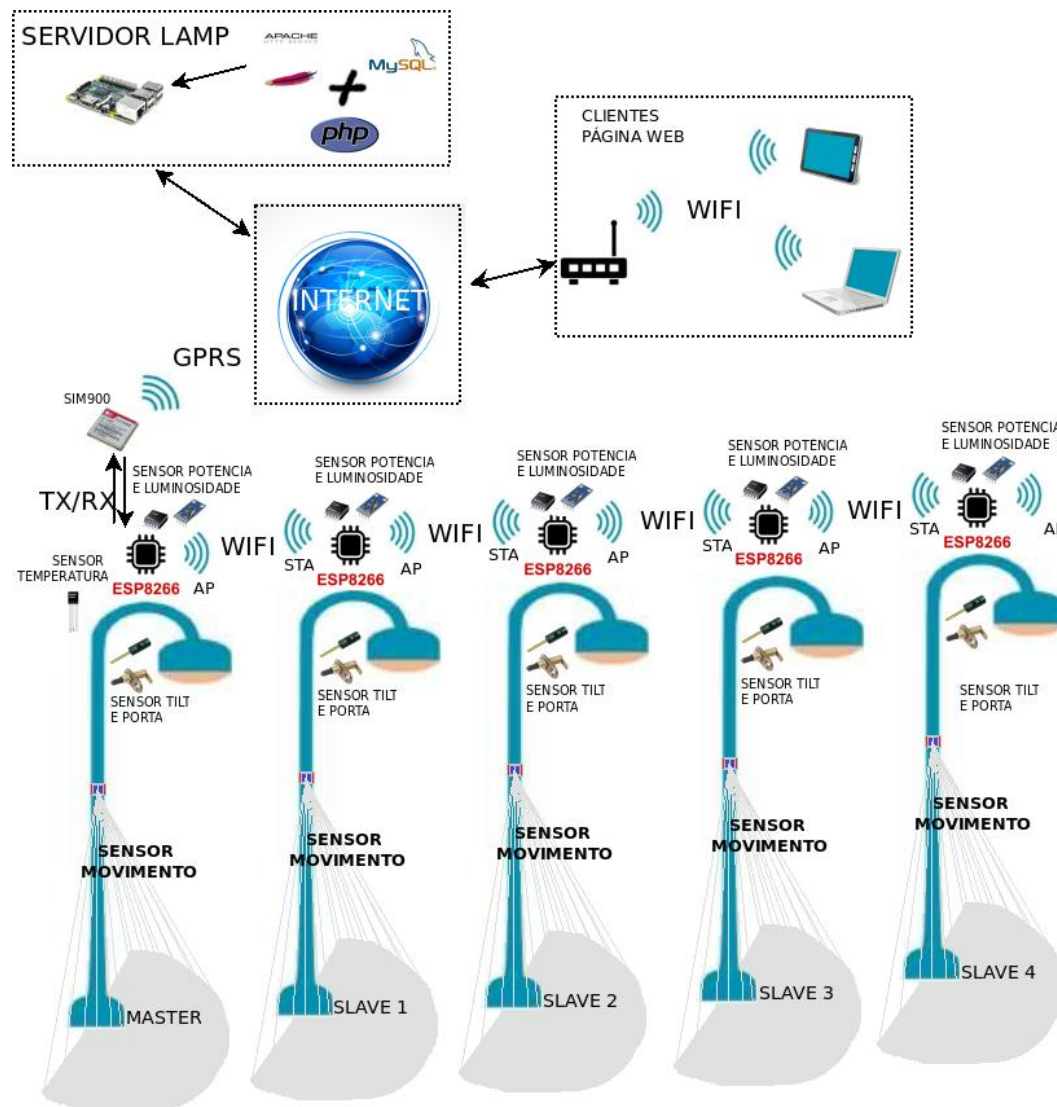 SERVIDOR LAMP
APACHE
HTTP SERVER
MySQL
php
CLIENTES
PÁGINA WEB
WIFI
INTERNET
GPRS
SIM900
TX/RX
SENSOR POTENCIA
E LUMINOSIDADE
SENSOR POTENCIA
E LUMINOSIDADE
SENSOR POTENCIA
E LUMINOSIDADE
SENSOR POTENCIA
E LUMINOSIDADE
SENSOR POTENCIA
E LUMINOSIDADE
SENSOR
TEMPERATURA
ESP8266
AP
WIFI
STA
ESP8266
AP
WIFI
STA
ESP8266
AP
WIFI
STA
ESP8266
AP
WIFI
STA
ESP8266
AP
SENSOR TILT
E PORTA
SENSOR TILT
E PORTA
SENSOR TILT
E PORTA
SENSOR TILT
E PORTA
SENSOR TILT
E PORTA
SENSOR
MOVIMENTO
SENSOR
MOVIMENTO
SENSOR
MOVIMENTO
SENSOR
MOVIMENTO
SENSOR
MOVIMENTO
MASTER
SLAVE 1
SLAVE 2
SLAVE 3
SLAVE 4